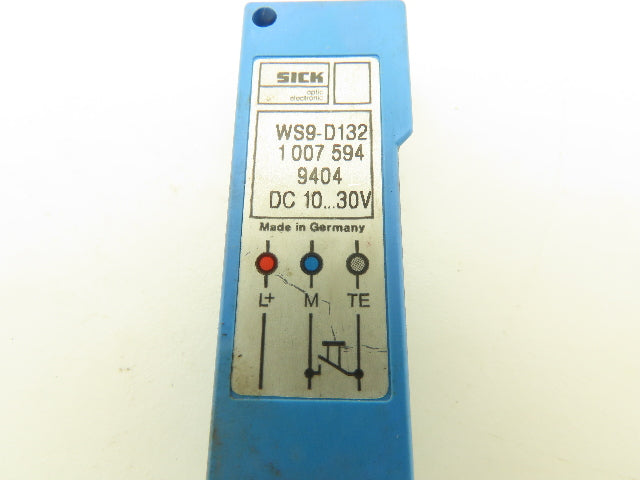 SICK
optic
electronic
WS9-D132
1 007 594
9404
DC 10...30V
Made in Germany
L+ M TE